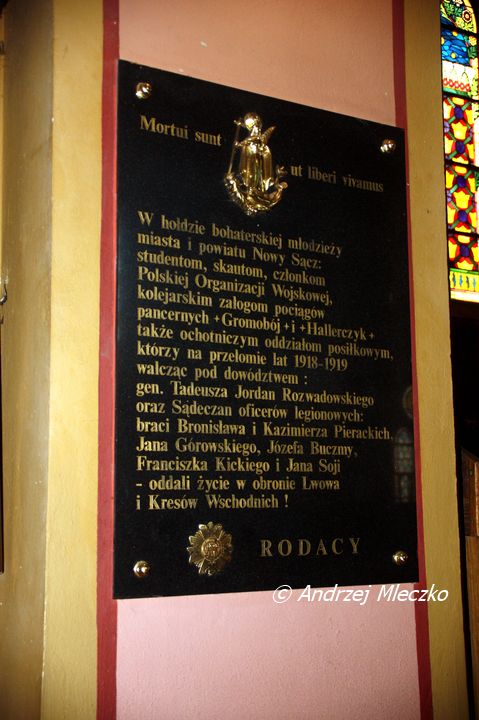 Mortui sunt
ut liberi vivamus
W hołdzie bohaterskiej młodzieży
miasta i powiatu Nowy Sącz:
studentom, skautom, członkom
Polskiej Organizacji Wojskowej,
kolejarskim załogom pociągów
pancernych +Gromobój+i+Hallerczyk+
także ochotniczym oddziałom posiłkowym,
którzy na przełomie lat 1918-1919
walcząc pod dowództwem :
gen. Tadeusza Jordan Rozwadowskiego
oraz Sądeczan oficerów legionowych:
braci Bronisława i Kazimierza Pierackich,
Jana Górowskiego, Józefa Buczmy,
Franciszka Kickiego i Jana Soji
- oddali życie w obronie Lwowa
i Kresów Wschodnich !
RODACY
© Andrzej Mleczko